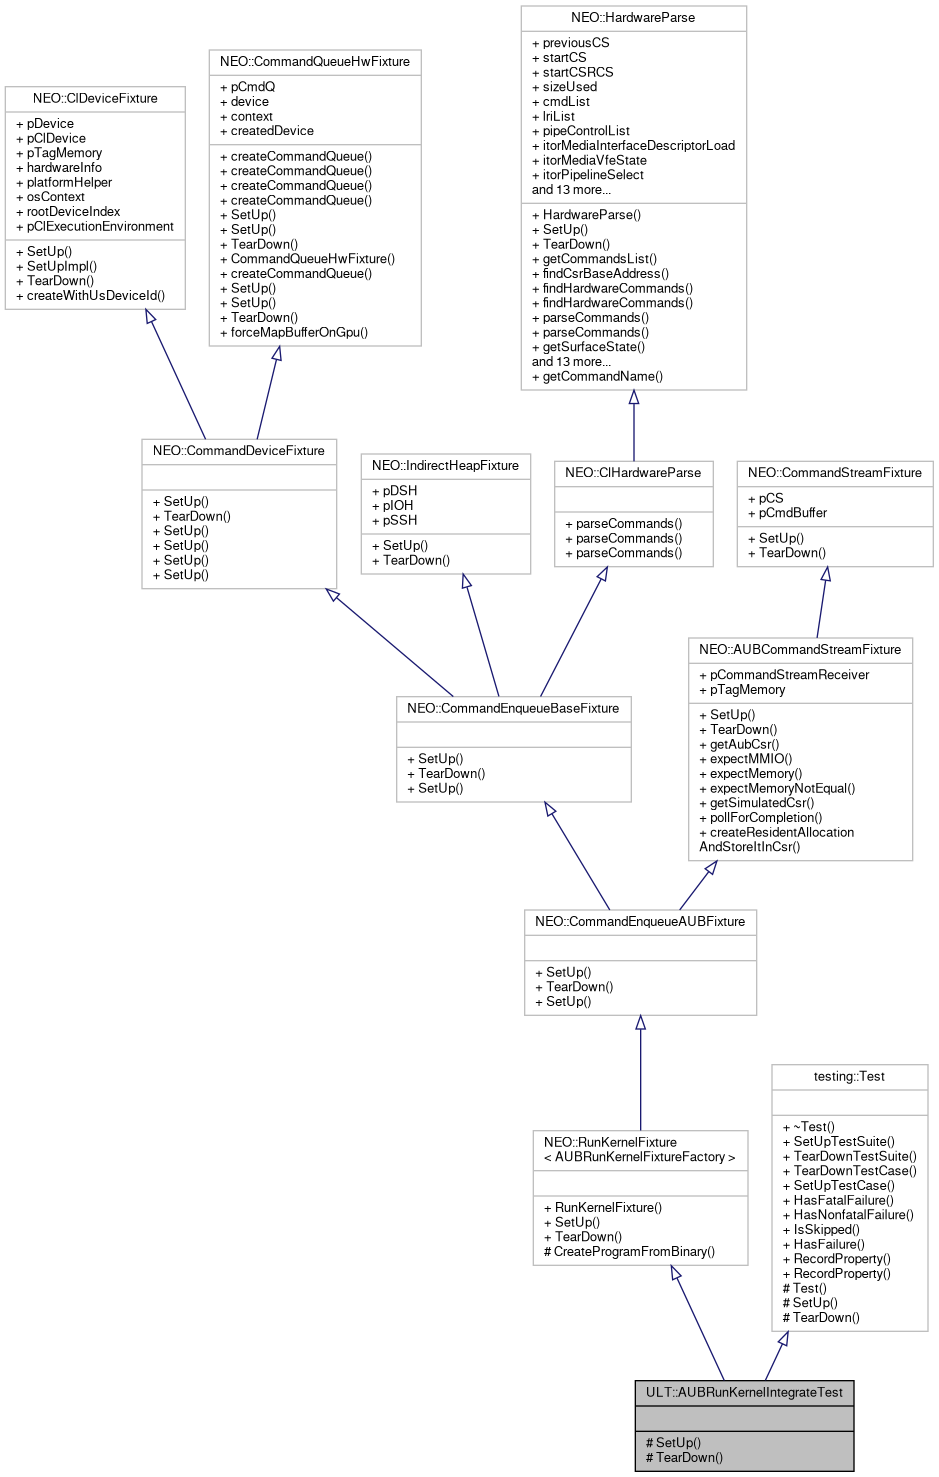 NEO::HardwareParse
+ previousCS
+ startCS
+ startCSRCS
+ sizeUsed
+ cmdList
+ lriList
+ pipeControlList
+ itorMediaInterfaceDescriptorLoad
+ itorMediaVfeState
+ itorPipelineSelect
and 13 more...
+ HardwareParse()
+ SetUp()
+ TearDown()
+ getCommandsList()
+ findCsrBaseAddress()
+ findHardwareCommands()
+ findHardwareCommands()
+ parseCommands()
+ parseCommands()
+ getSurfaceState()
and 13 more...
+ getCommandName()
NEO::CommandQueueHwFixture
+ pCmdQ
+ device
+ context
+ createdDevice
+ createCommandQueue()
+ createCommandQueue()
+ createCommandQueue()
+ createCommandQueue()
+ SetUp()
+ SetUp()
+ TearDown()
+ CommandQueueHwFixture()
+ createCommandQueue()
+ SetUp()
+ SetUp()
+ TearDown()
+ forceMapBufferOnGpu()
NEO::ClDeviceFixture
+ pDevice
+ pClDevice
+ pTagMemory
+ hardwareInfo
+ platformHelper
+ osContext
+ rootDeviceIndex
+ pClExecutionEnvironment
+ SetUp()
+ SetUpImpl()
+ TearDown()
+ createWithUsDeviceId()
NEO::CommandDeviceFixture
+ SetUp()
+ TearDown()
+ SetUp()
+ SetUp()
+ SetUp()
+ SetUp()
NEO::IndirectHeapFixture
+ pDSH
+ pIOH
+ pSSH
+ SetUp()
+ TearDown()
NEO::ClHardwareParse
+ parseCommands()
+ parseCommands()
+ parseCommands()
NEO::CommandStreamFixture
+ pCS
+ pCmdBuffer
+ SetUp()
+ TearDown()
NEO::AUBCommandStreamFixture
+ pCommandStreamReceiver
+ pTagMemory
+ SetUp()
+ TearDown()
+ getAubCsr()
+ expectMMIO()
+ expectMemory()
+ expectMemoryNotEqual()
+ getSimulatedCsr()
+ pollForCompletion()
+ createResidentAllocation
AndStoreItInCsr()
NEO::CommandEnqueueBaseFixture
+ SetUp()
+ TearDown()
+ SetUp()
NEO::CommandEnqueueAUBFixture
+ SetUp()
+ TearDown()
+ SetUp()
testing::Test
+ ~Test()
+ SetUpTestSuite()
+ TearDownTestSuite()
+ TearDownTestCase()
+ SetUpTestCase()
+ HasFatalFailure()
+ HasNonfatalFailure()
+ IsSkipped()
+ HasFailure()
+ RecordProperty()
+ RecordProperty()
# Test()
# SetUp()
# TearDown()
NEO::RunKernelFixture
< AUBRunKernelFixtureFactory >
+ RunKernelFixture()
+ SetUp()
+ TearDown()
# CreateProgramFromBinary()
ULT::AUBRunKernelIntegrateTest
# SetUp()
# TearDown()